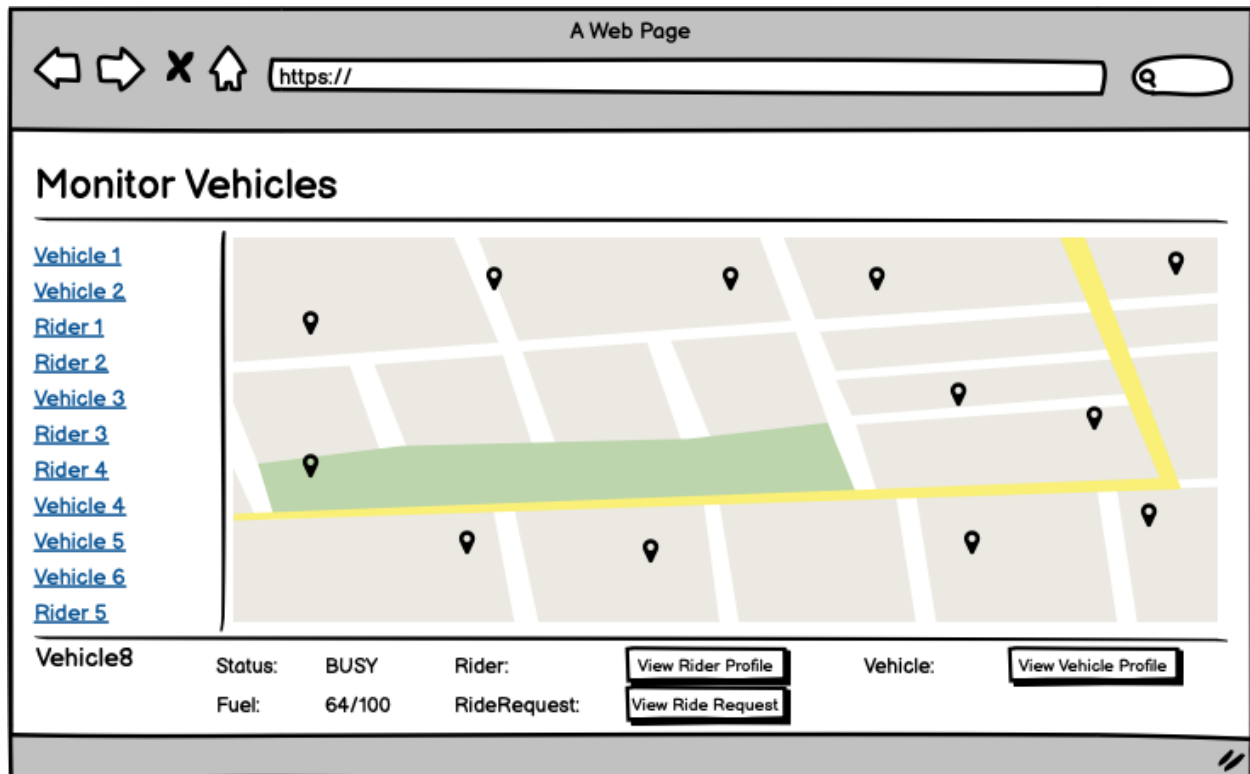 A Web Page
https://
Monitor Vehicles
Vehicle 1
Vehicle 2
Rider 1
Rider 2
Vehicle 3
Rider 3
Rider 4
Vehicle 4
Vehicle 5
Vehicle 6
Rider 5
Vehicle8
Status: BUSY Rider: View Rider Profile Vehicle: View Vehicle Profile
Fuel: 64/100 RideRequest: View Ride Request